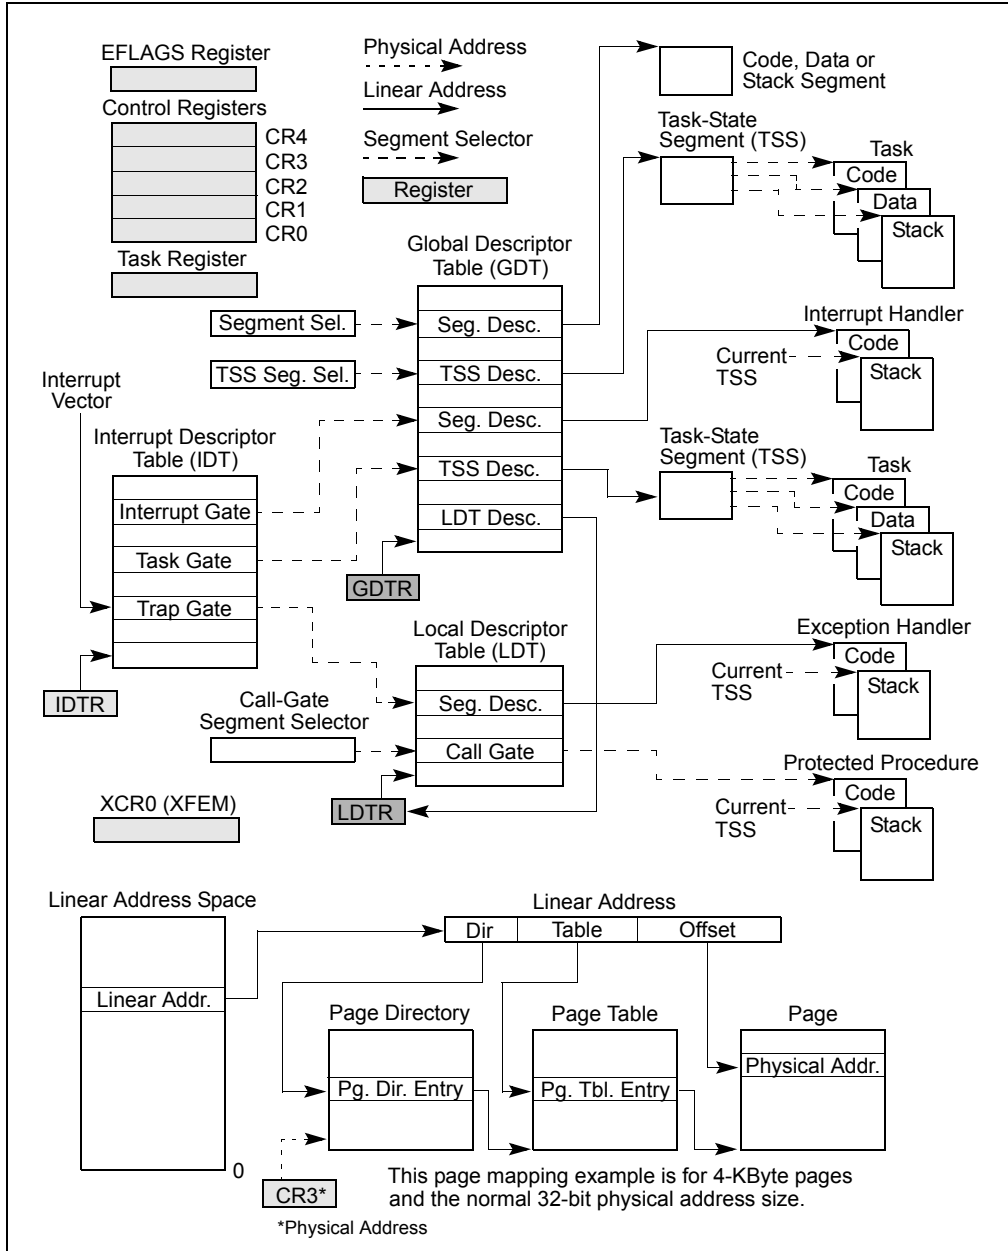 EFLAGS Register
Control Registers
CR4
CR3
CR2
CR1
CR0
Task Register
Physical Address
Linear Address
Segment Selector
Register
Code, Data or
Stack Segment
Task-State
Segment (TSS)
Task
Code
Data
Stack
Global Descriptor
Table (GDT)
Segment Sel.
Seg. Desc.
TSS Seg. Sel.
TSS Desc.
Seg. Desc.
TSS Desc.
LDT Desc.
GDTR
Interrupt Handler
Code
Current
TSS
Stack
Interrupt
Vector
Interrupt Descriptor
Table (IDT)
Interrupt Gate
Task Gate
Trap Gate
IDTR
Task-State
Segment (TSS)
Task
Code
Data
Stack
Local Descriptor
Table (LDT)
Seg. Desc.
Call Gate
Call-Gate
Segment Selector
LDTR
Exception Handler
Code
Current
TSS
Stack
Protected Procedure
Code
Current
TSS
Stack
XCR0 (XFEM)
Linear Address Space
Linear Addr.
0
Linear Address
Dir
Table
Offset
Page Directory
Pg. Dir. Entry
Page Table
Pg. Tbl. Entry
Page
Physical Addr.
CR3*
*Physical Address
This page mapping example is for 4-KByte pages
and the normal 32-bit physical address size.